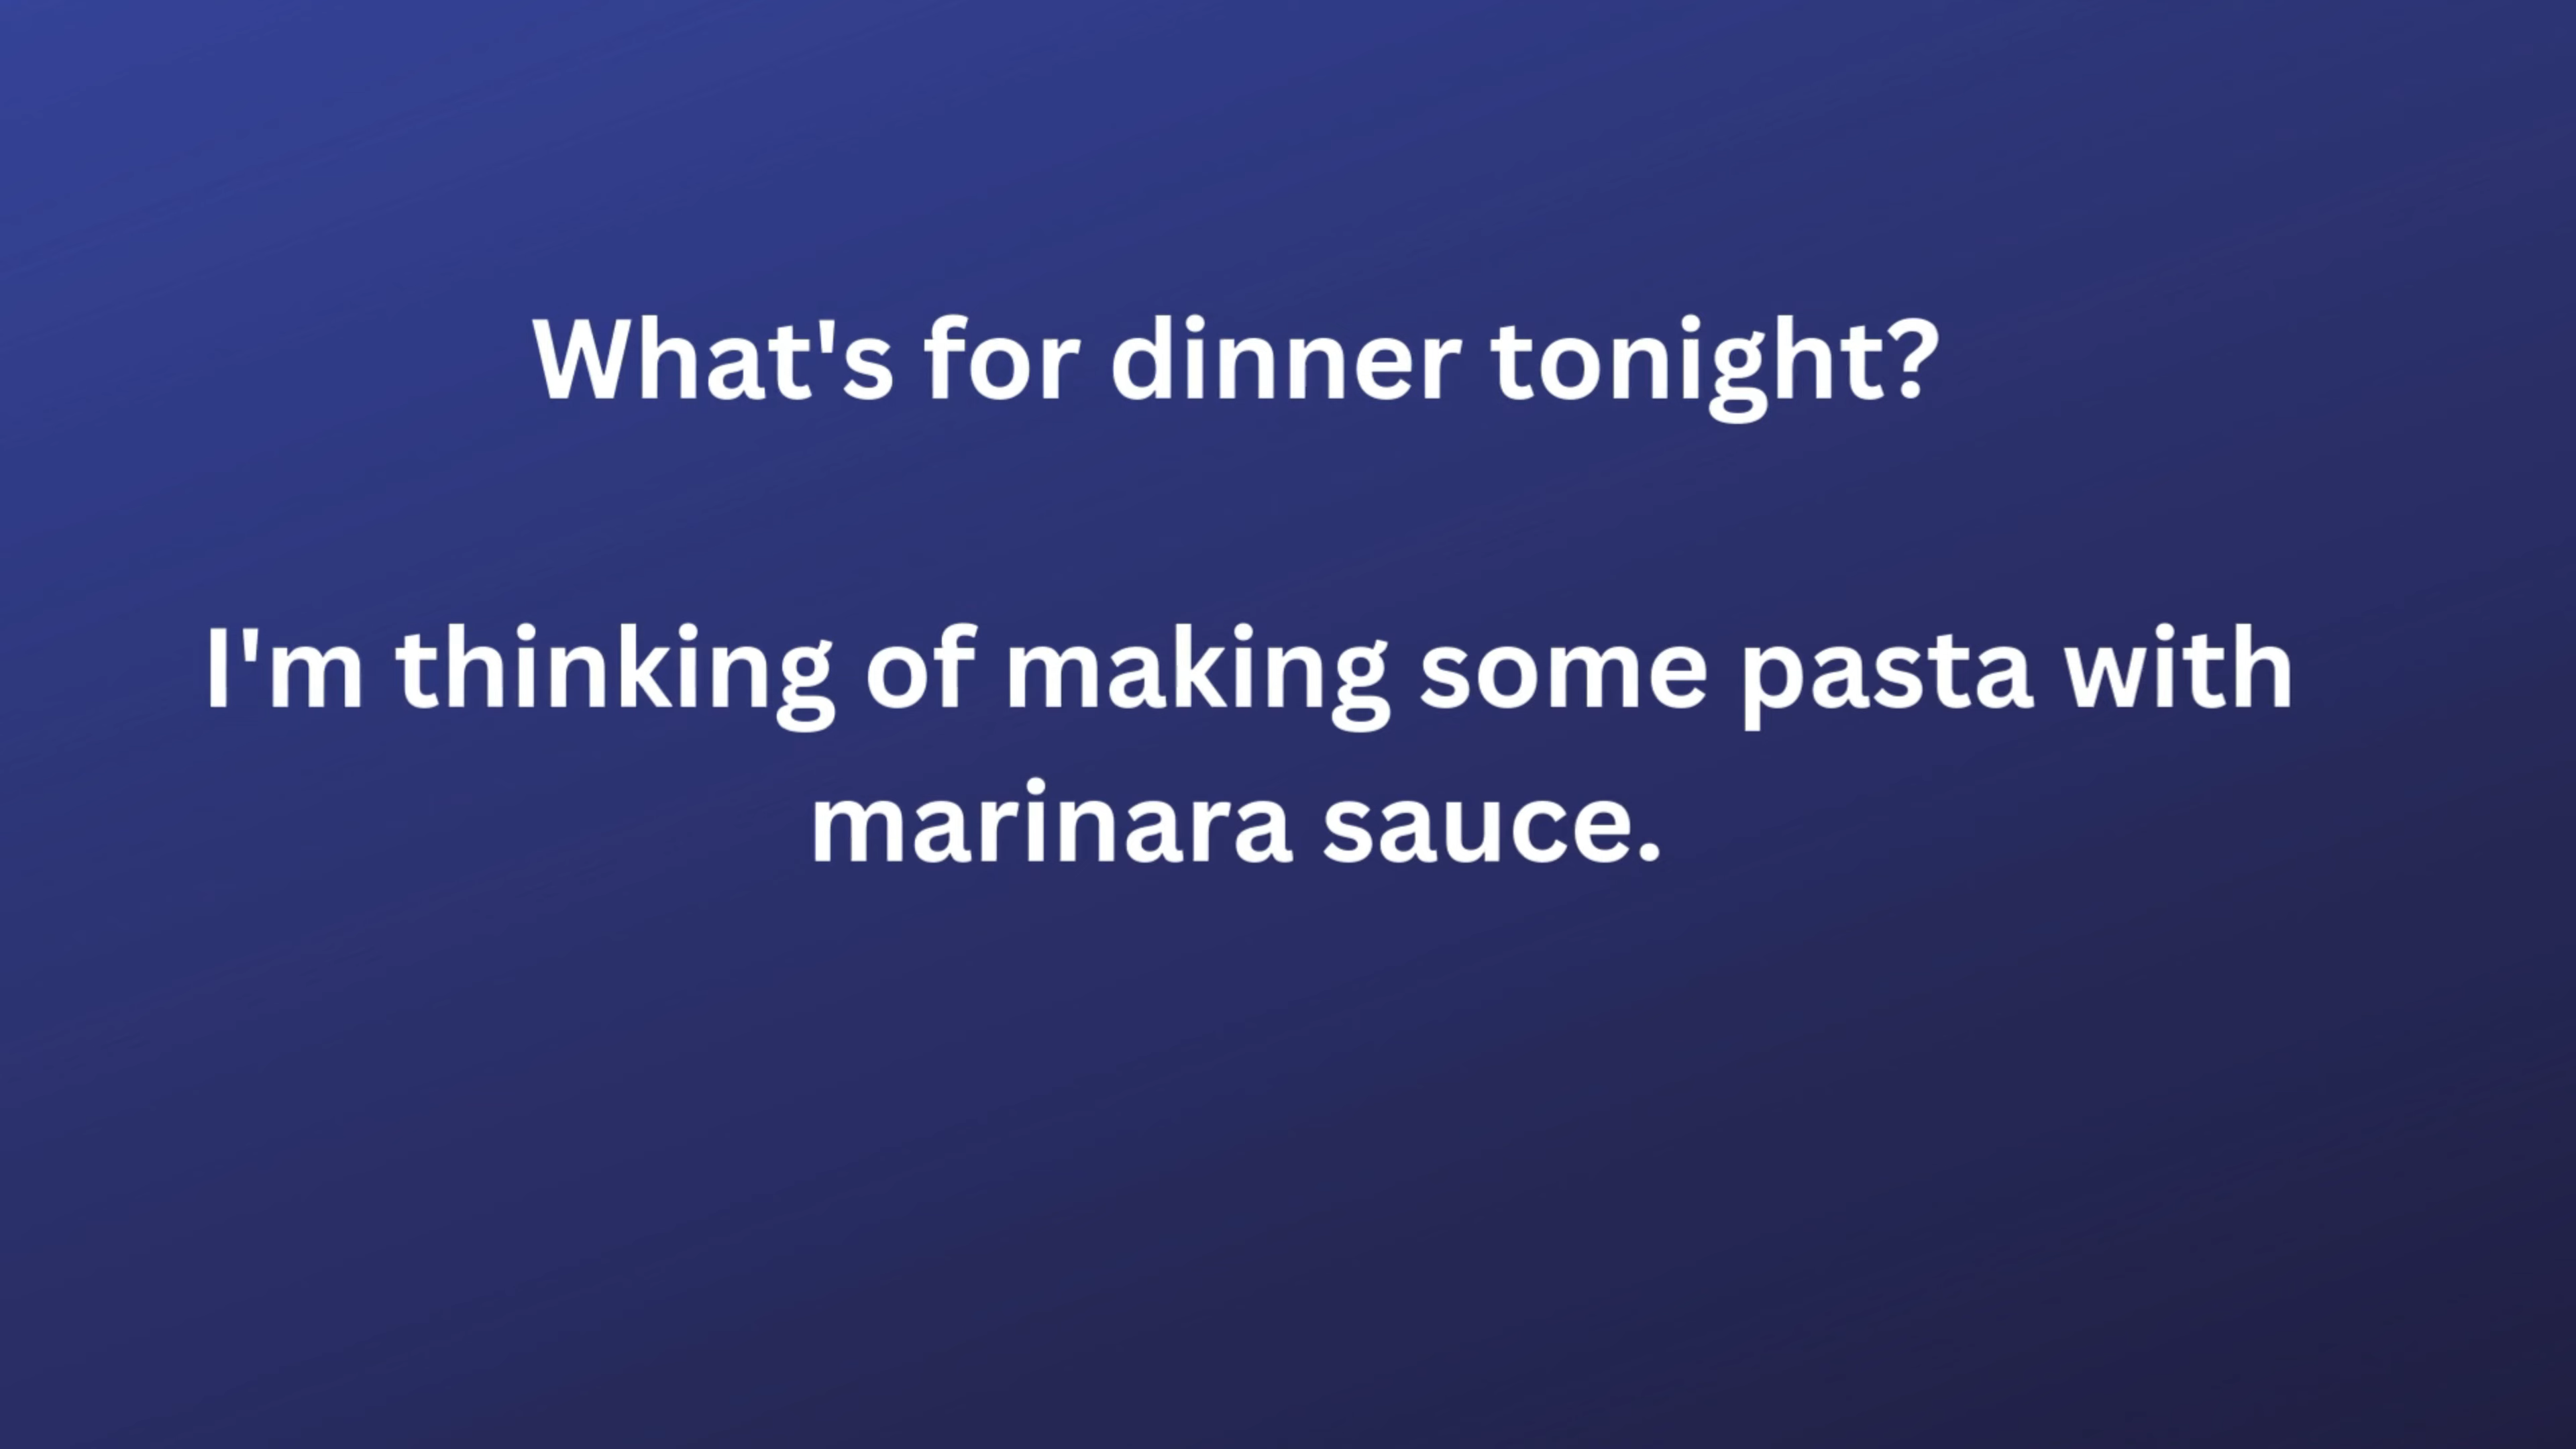 What's for dinner tonight?
I'm thinking of making some pasta with
marinara sauce.